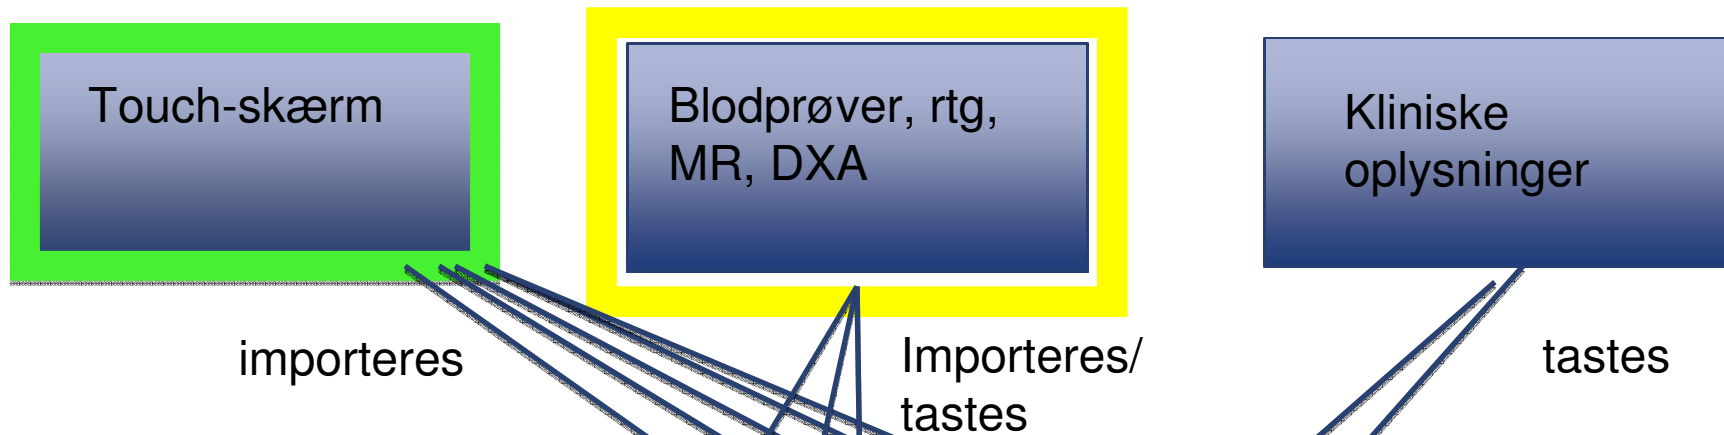 Touch-skærm
Blodprøver, rtg,
MR, DXA
Kliniske
oplysninger
importeres
Importeres/
tastes
tastes